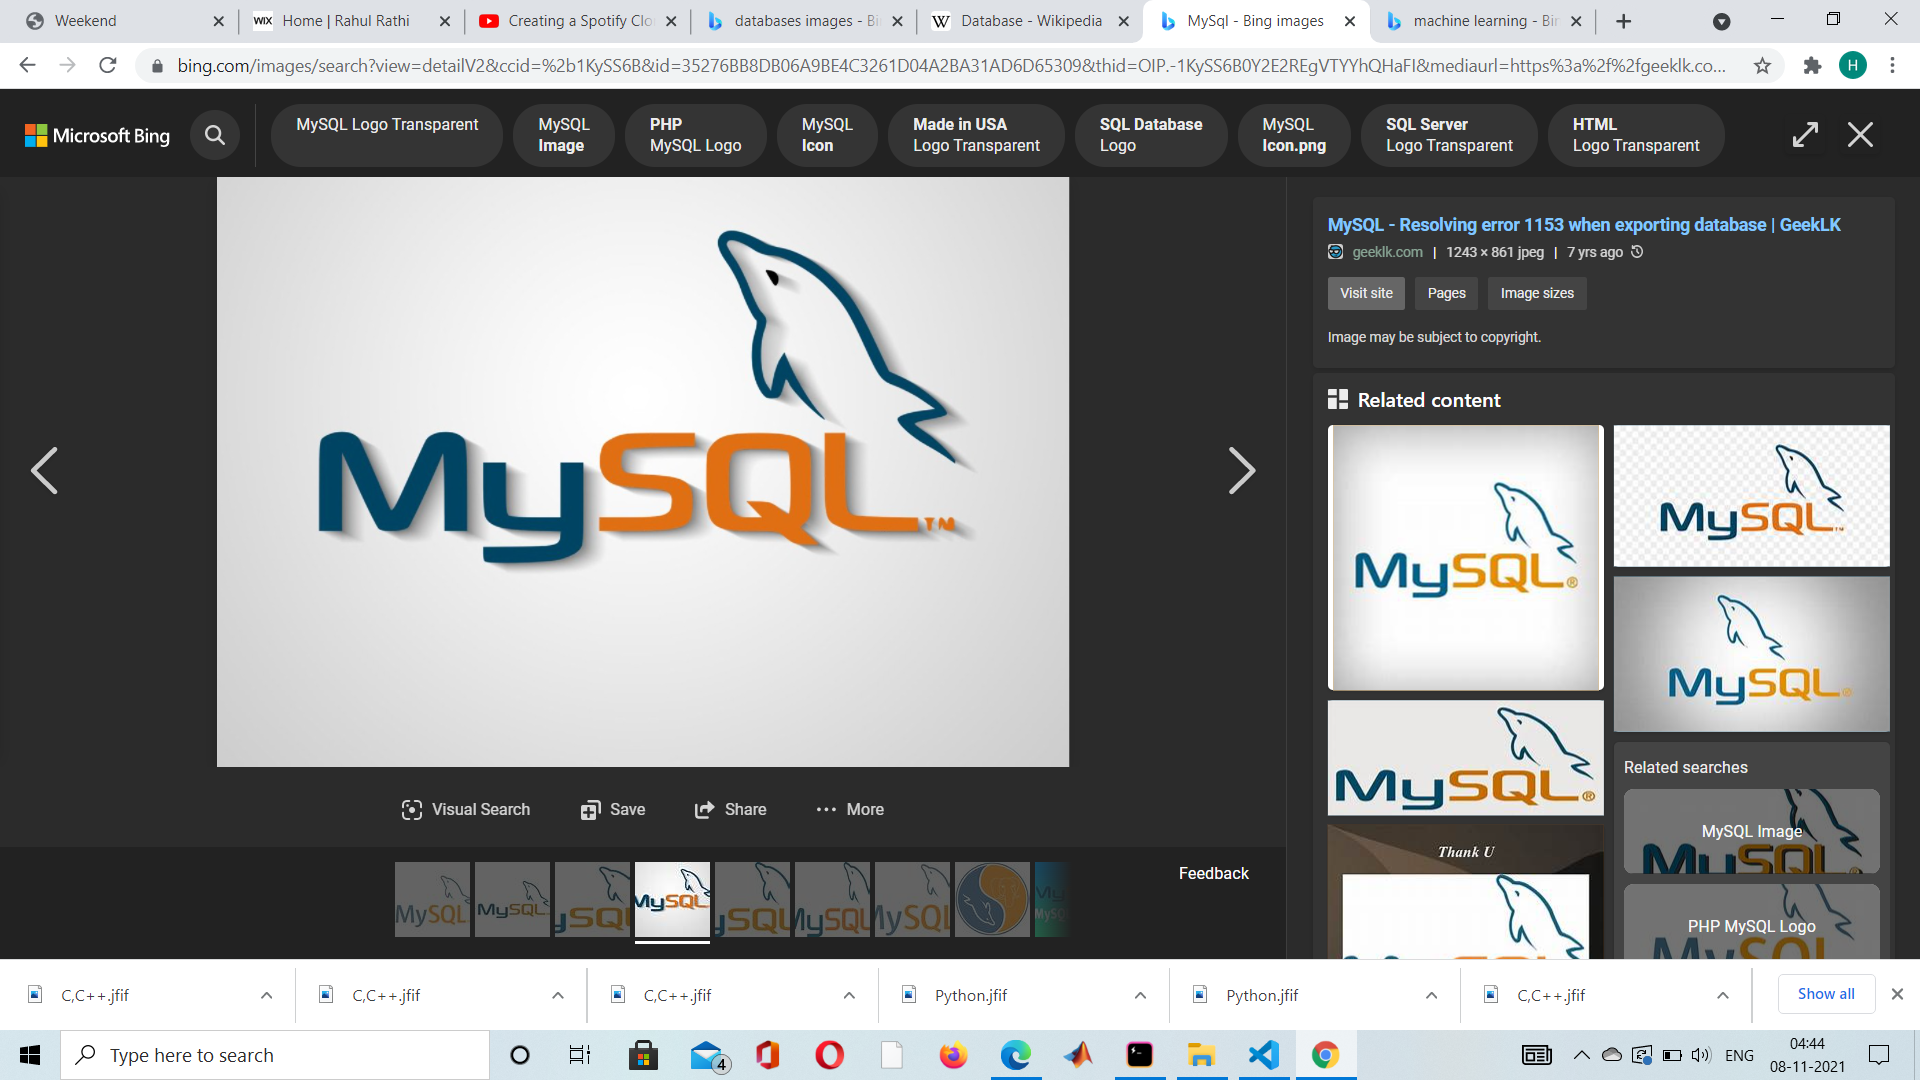 Weekend
Home | Rahul Rathi
Creating a Spotify Clo
databases images - Bi
Database - Wikipedia
MySql - Bing images
machine learning - Bi
bing.com/images/search?view=detailV2&ccid=%2b1KySS6B&id=35276BB8DB06A9BE4C3261D04A2BA31AD6D65309&thid=OIP.-1KySS6B0Y2E2REgVTYYhQHaFI&mediaurl=https%3a%2f%2fgeeklk.co...
H
Microsoft Bing
MySQL Logo Transparent
MySQL
Image
PHP
MySQL Logo
MySQL
Icon
Made in USA
Logo Transparent
SQL Database
Logo
MySQL
Icon.png
SQL Server
Logo Transparent
HTML
Logo Transparent
MySQL™
MySQL - Resolving error 1153 when exporting database | GeekLK
geeklk.com | 1243 × 861 jpeg | 7 yrs ago
Visit site
Pages
Image sizes
Image may be subject to copyright.
Related content
MySQL®
MySQL™
MySQL®
MySQL®
Thank U
Related searches
MySQL Image
PHP MySQL Logo
Visual Search
Save
Share
More
Feedback
C,C++.jfif
C,C++.jfif
C,C++.jfif
Python.jfif
Python.jfif
C,C++.jfif
Show all
Type here to search
4
ENG
04:44
08-11-2021